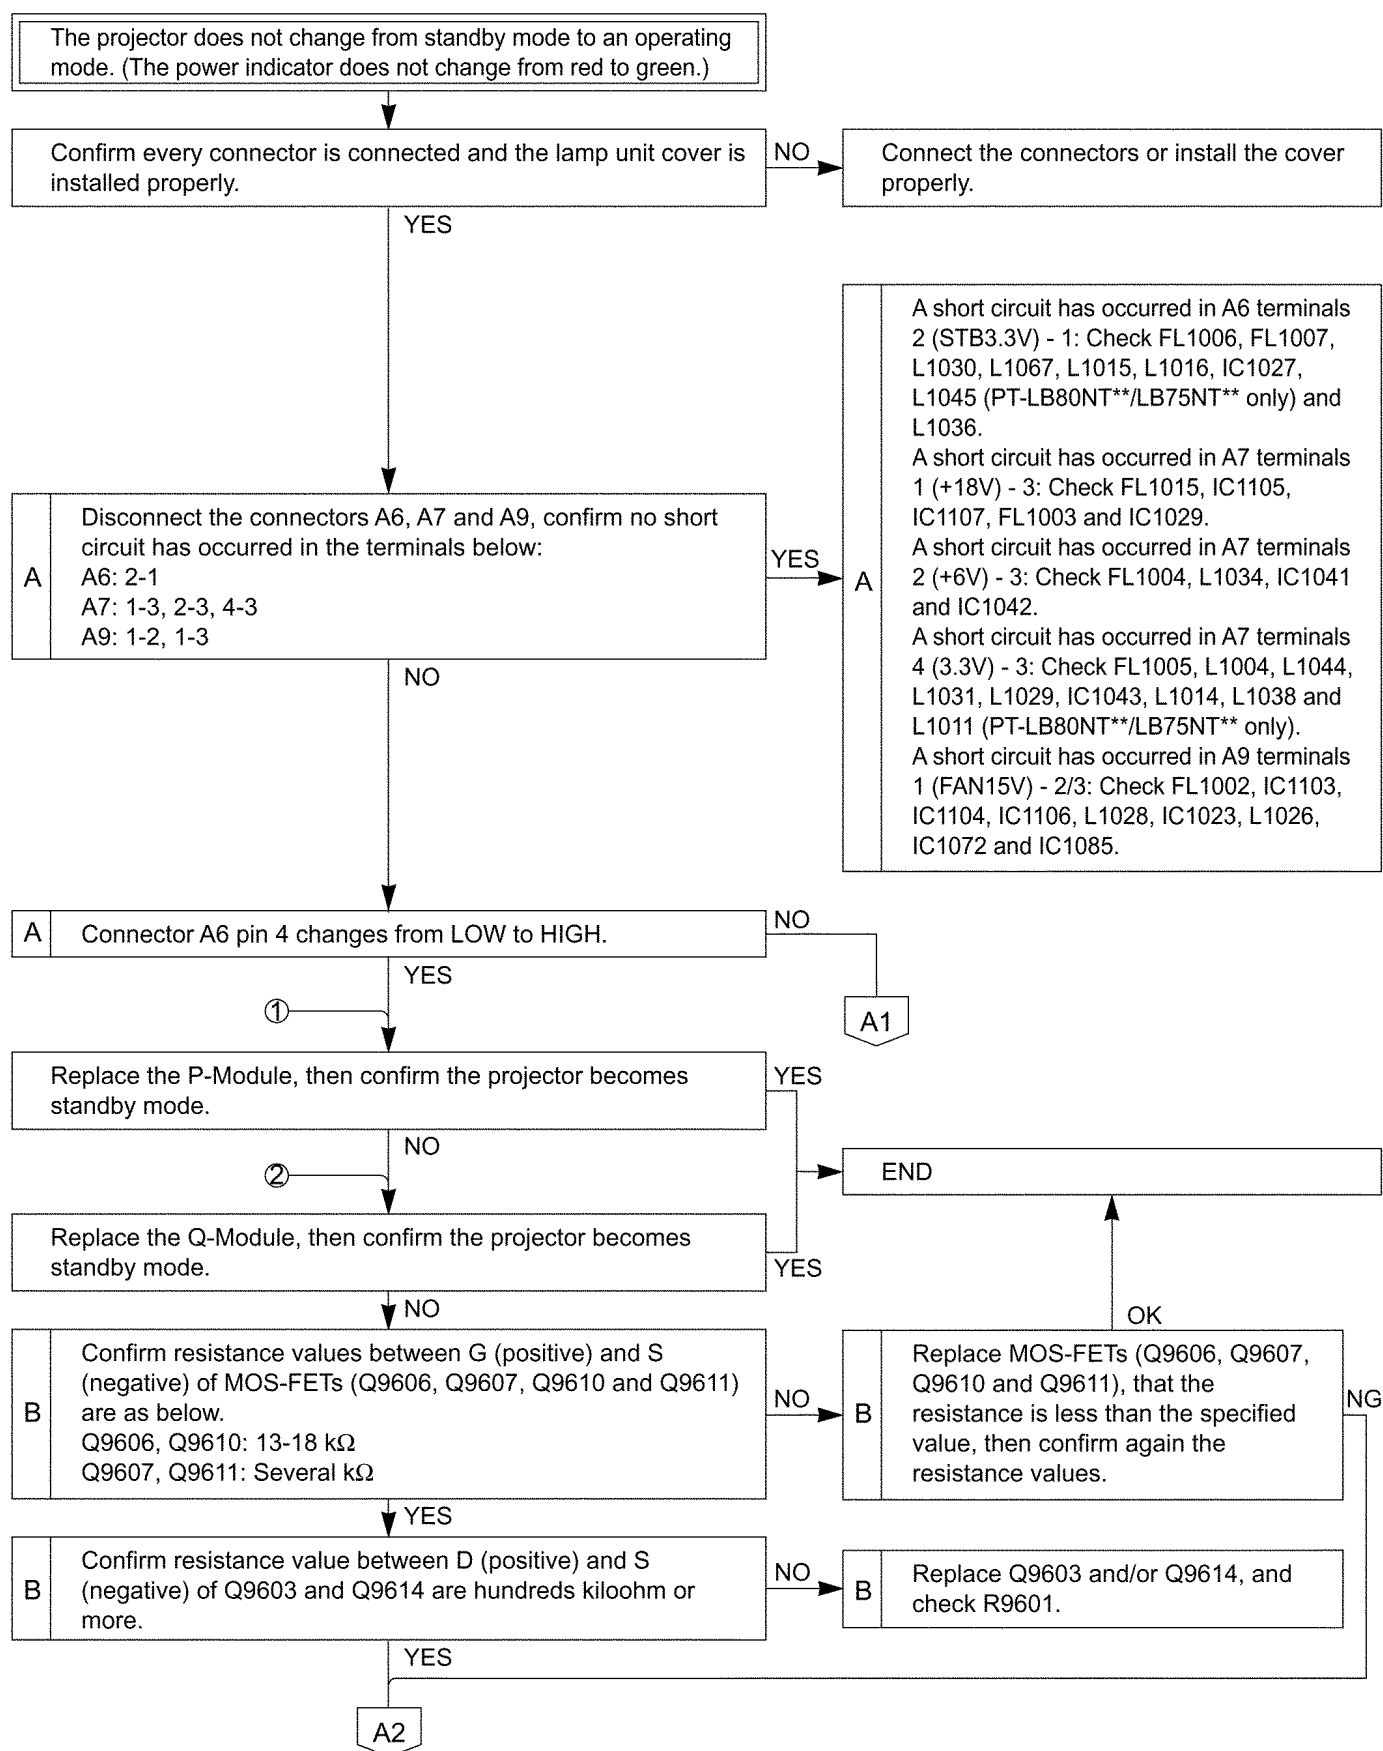 The projector does not change from standby mode to an operating
mode. (The power indicator does not change from red to green.)
Confirm every connector is connected and the lamp unit cover is
installed properly.
NO
Connect the connectors or install the cover
properly.
YES
A
Disconnect the connectors A6, A7 and A9, confirm no short
circuit has occurred in the terminals below:
A6: 2-1
A7: 1-3, 2-3, 4-3
A9: 1-2, 1-3
YES
A
A short circuit has occurred in A6 terminals
2 (STB3.3V) - 1: Check FL1006, FL1007,
L1030, L1067, L1015, L1016, IC1027,
L1045 (PT-LB80NT**/LB75NT** only) and
L1036.
A short circuit has occurred in A7 terminals
1 (+18V) - 3: Check FL1015, IC1105,
IC1107, FL1003 and IC1029.
A short circuit has occurred in A7 terminals
2 (+6V) - 3: Check FL1004, L1034, IC1041
and IC1042.
A short circuit has occurred in A7 terminals
4 (3.3V) - 3: Check FL1005, L1004, L1044,
L1031, L1029, IC1043, L1014, L1038 and
L1011 (PT-LB80NT**/LB75NT** only).
A short circuit has occurred in A9 terminals
1 (FAN15V) - 2/3: Check FL1002, IC1103,
IC1104, IC1106, L1028, IC1023, L1026,
IC1072 and IC1085.
NO
A
Connector A6 pin 4 changes from LOW to HIGH.
NO
A1
YES
①
Replace the P-Module, then confirm the projector becomes
standby mode.
YES
NO
②
END
Replace the Q-Module, then confirm the projector becomes
standby mode.
YES
NO
B
Confirm resistance values between G (positive) and S
(negative) of MOS-FETs (Q9606, Q9607, Q9610 and Q9611)
are as below.
Q9606, Q9610: 13-18 kΩ
Q9607, Q9611: Several kΩ
NO
OK
B
Replace MOS-FETs (Q9606, Q9607,
Q9610 and Q9611), that the
resistance is less than the specified
value, then confirm again the
resistance values.
NG
YES
B
Confirm resistance value between D (positive) and S
(negative) of Q9603 and Q9614 are hundreds kiloohm or
more.
NO
B
Replace Q9603 and/or Q9614, and
check R9601.
YES
A2